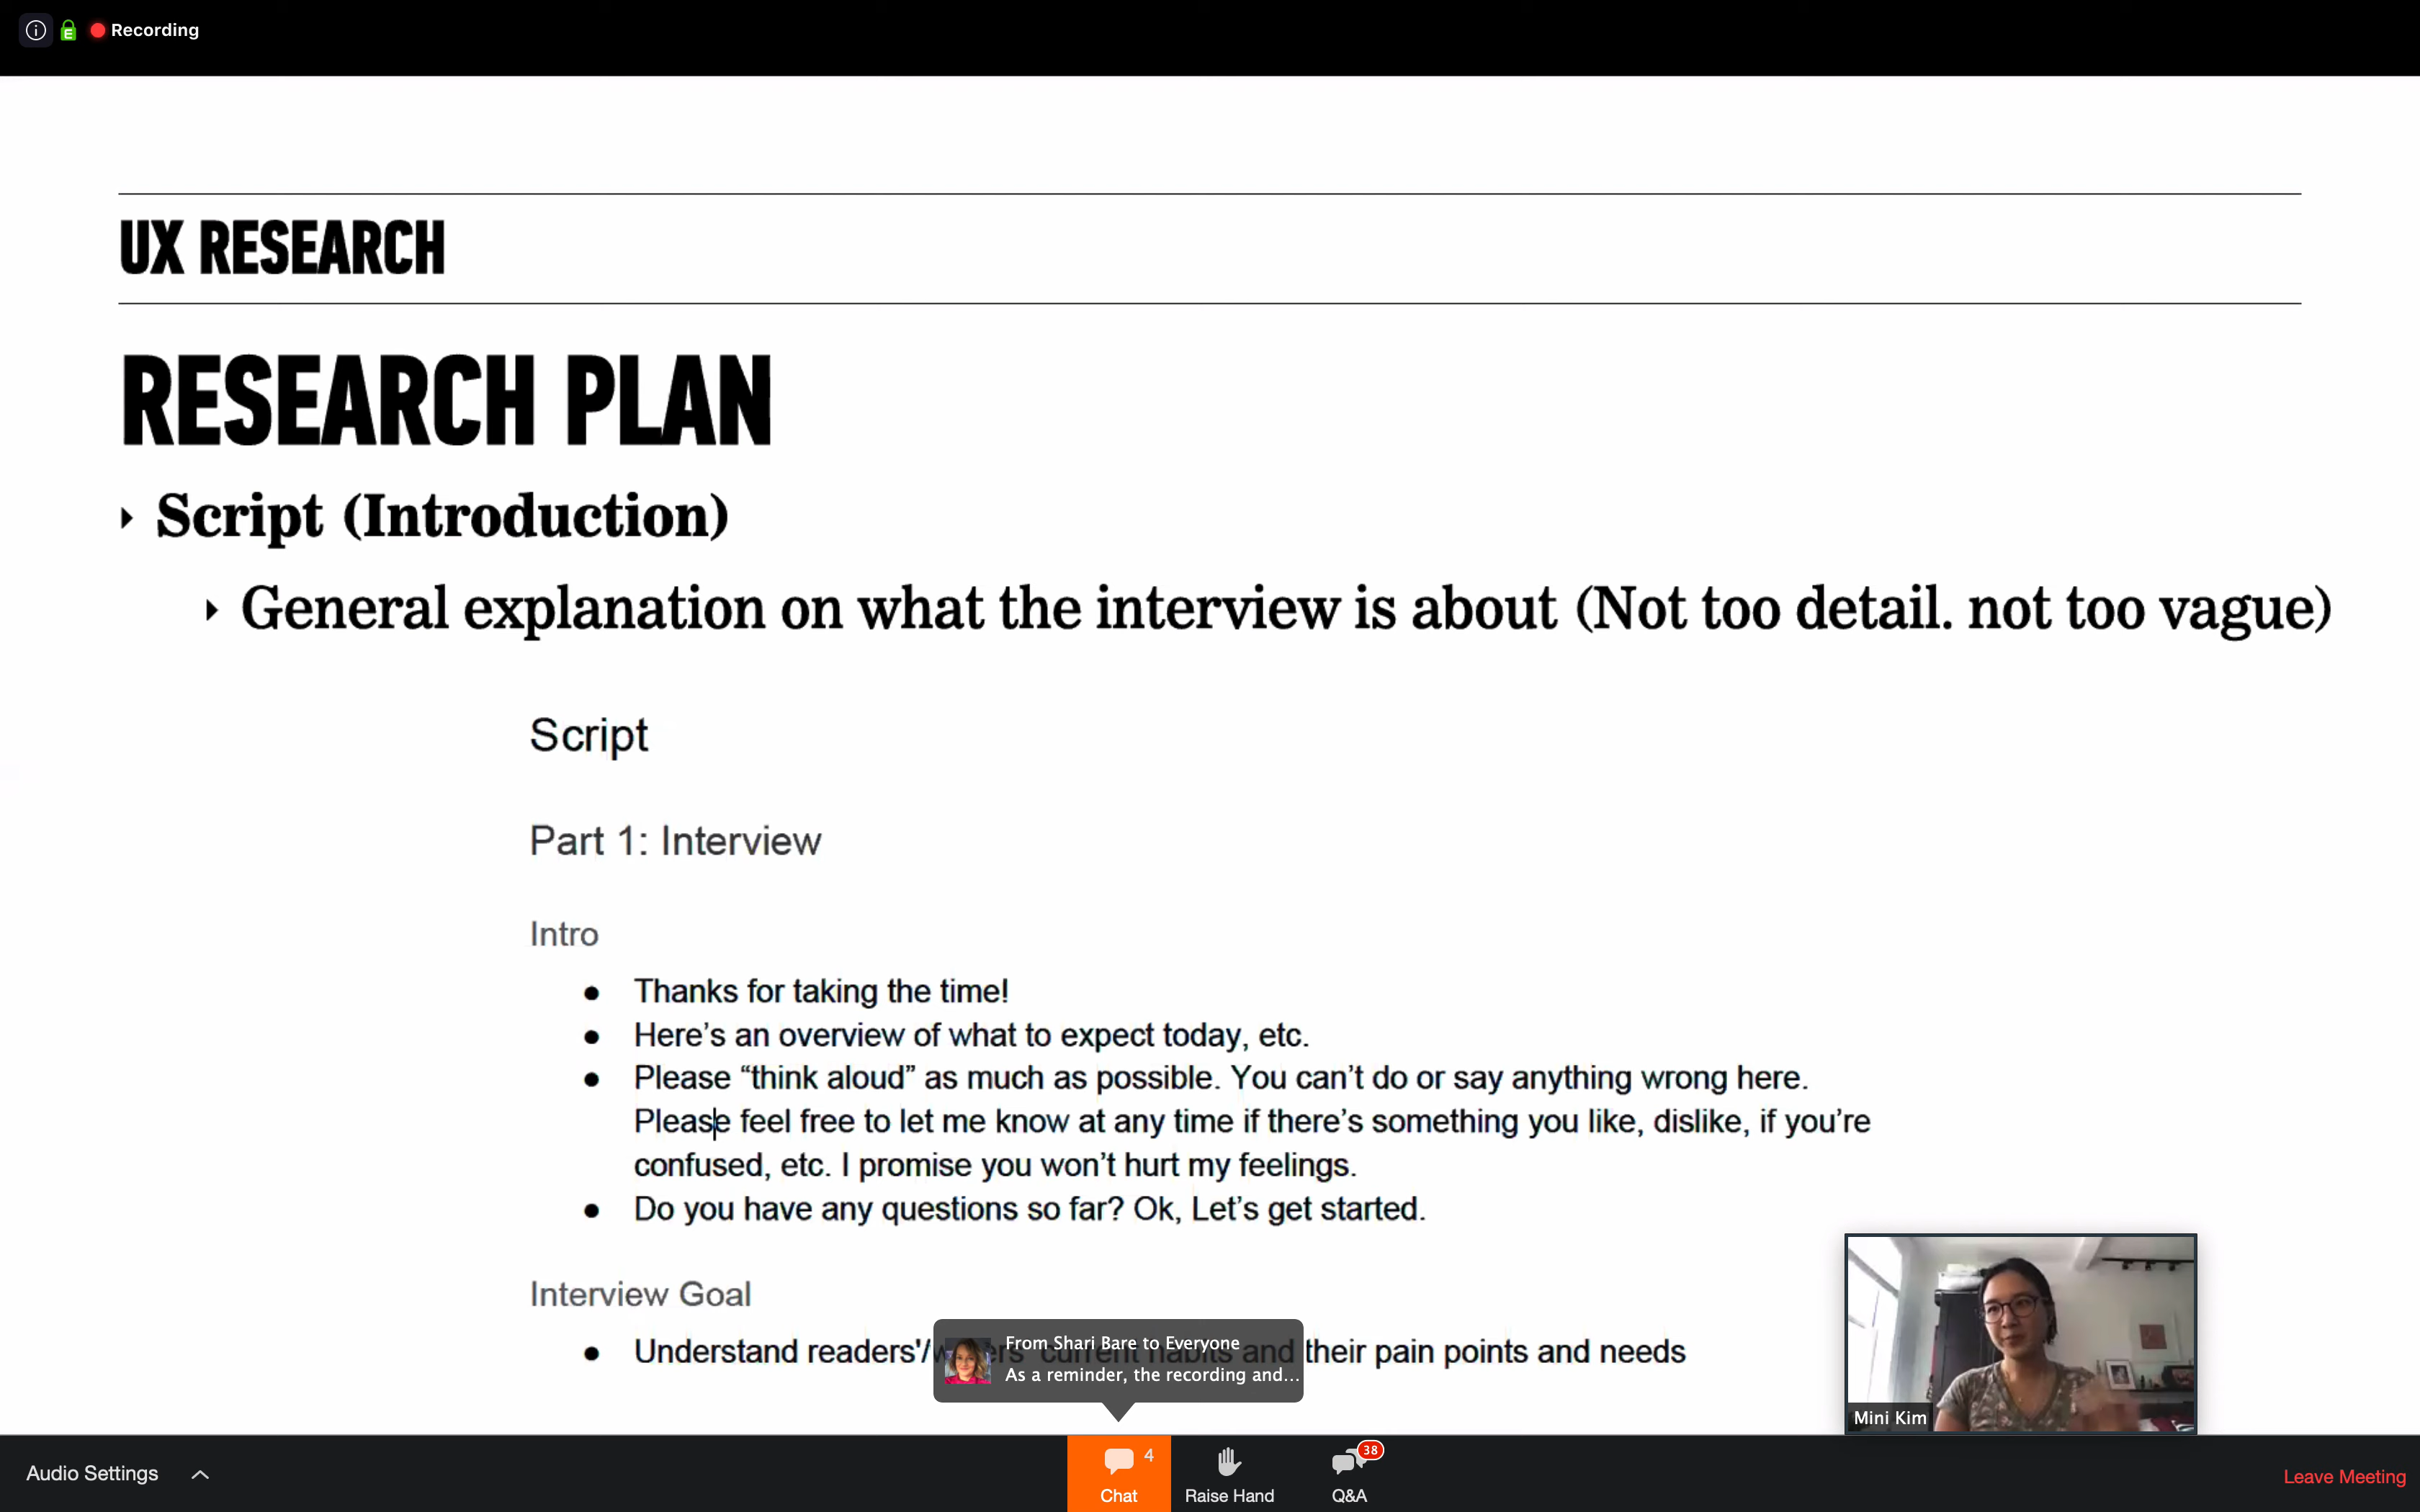 Recording
UX RESEARCH
RESEARCH PLAN
Script (Introduction)
General explanation on what the interview is about (Not too detail. not too vague)
Script
Part 1: Interview
Intro
Thanks for taking the time!
Here's an overview of what to expect today, etc.
Please “think aloud” as much as possible. You can't do or say anything wrong here.
Please feel free to let me know at any time if there's something you like, dislike, if you're
confused, etc. I promise you won't hurt my feelings.
Do you have any questions so far? Ok, Let's get started.
Interview Goal
Understand readers'/writers' current habits and their pain points and needs
From Shari Bare to Everyone
As a reminder, the recording and...
Mini Kim
Audio Settings
4
Chat
Raise Hand
38
Q&A
Leave Meeting